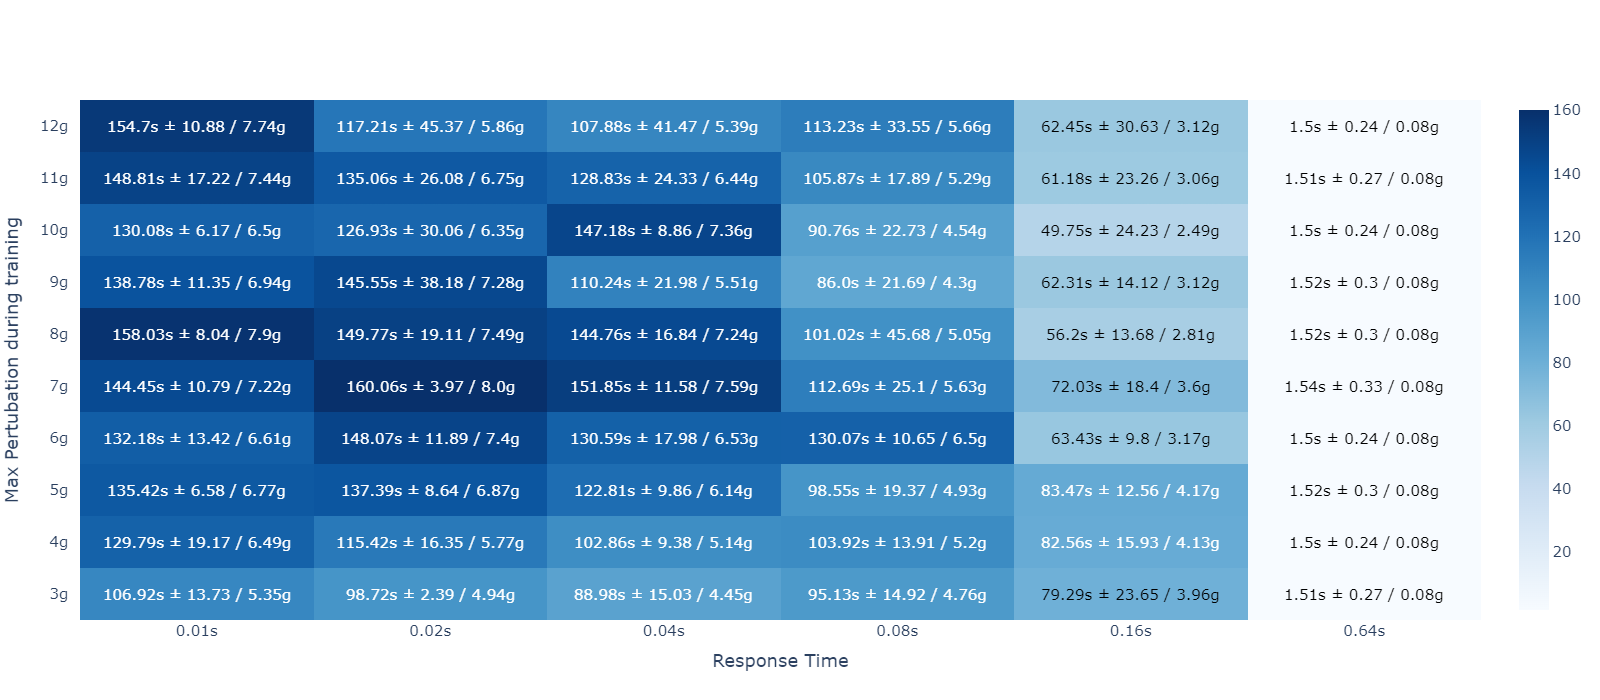 160
12g 154.7s ± 10.88 / 7.74g 117.21s ± 45.37 / 5.86g 107.88s ± 41.47 / 5.39g 113.23s ± 33.55 / 5.66g 62.45s ± 30.63 / 3.12g 1.5s ± 0.24 / 0.08g
11g 148.81s ± 17.22 / 7.44g 135.06s ± 26.08 / 6.75g 128.83s ± 24.33 / 6.44g 105.87s ± 17.89 / 5.29g 61.18s ± 23.26 / 3.06g 1.51s ± 0.27 / 0.08g
140
10g 130.08s ± 6.17 / 6.5g 126.93s ± 30.06 / 6.35g 147.18s ± 8.86 / 7.36g 90.76s ± 22.73 / 4.54g 49.75s ± 24.23 / 2.49g 1.5s ± 0.24 / 0.08g
120
9g 138.78s ± 11.35 / 6.94g 145.55s ± 38.18 / 7.28g 110.24s ± 21.98 / 5.51g 86.0s ± 21.69 / 4.3g 62.31s ± 14.12 / 3.12g 1.52s ± 0.3 / 0.08g
100
8g 158.03s ± 8.04 / 7.9g 149.77s ± 19.11 / 7.49g 144.76s ± 16.84 / 7.24g 101.02s ± 45.68 / 5.05g 56.2s ± 13.68 / 2.81g 1.52s ± 0.3 / 0.08g
80
7g 144.45s ± 10.79 / 7.22g 160.06s ± 3.97 / 8.0g 151.85s ± 11.58 / 7.59g 112.69s ± 25.1 / 5.63g 72.03s ± 18.4 / 3.6g 1.54s ± 0.33 / 0.08g
60
6g 132.18s ± 13.42 / 6.61g 148.07s ± 11.89 / 7.4g 130.59s ± 17.98 / 6.53g 130.07s ± 10.65 / 6.5g 63.43s ± 9.8 / 3.17g 1.5s ± 0.24 / 0.08g
40
5g 135.42s ± 6.58 / 6.77g 137.39s ± 8.64 / 6.87g 122.81s ± 9.86 / 6.14g 98.55s ± 19.37 / 4.93g 83.47s ± 12.56 / 4.17g 1.52s ± 0.3 / 0.08g
4g 129.79s ± 19.17 / 6.49g 115.42s ± 16.35 / 5.77g 102.86s ± 9.38 / 5.14g 103.92s ± 13.91 / 5.2g 82.56s ± 15.93 / 4.13g 1.5s ± 0.24 / 0.08g
20
3g 106.92s ± 13.73 / 5.35g 98.72s ± 2.39 / 4.94g 88.98s ± 15.03 / 4.45g 95.13s ± 14.92 / 4.76g 79.29s ± 23.65 / 3.96g 1.51s ± 0.27 / 0.08g
0.01s 0.02s 0.04s 0.08s 0.16s 0.64s
Response Time
Max Pertubation during training